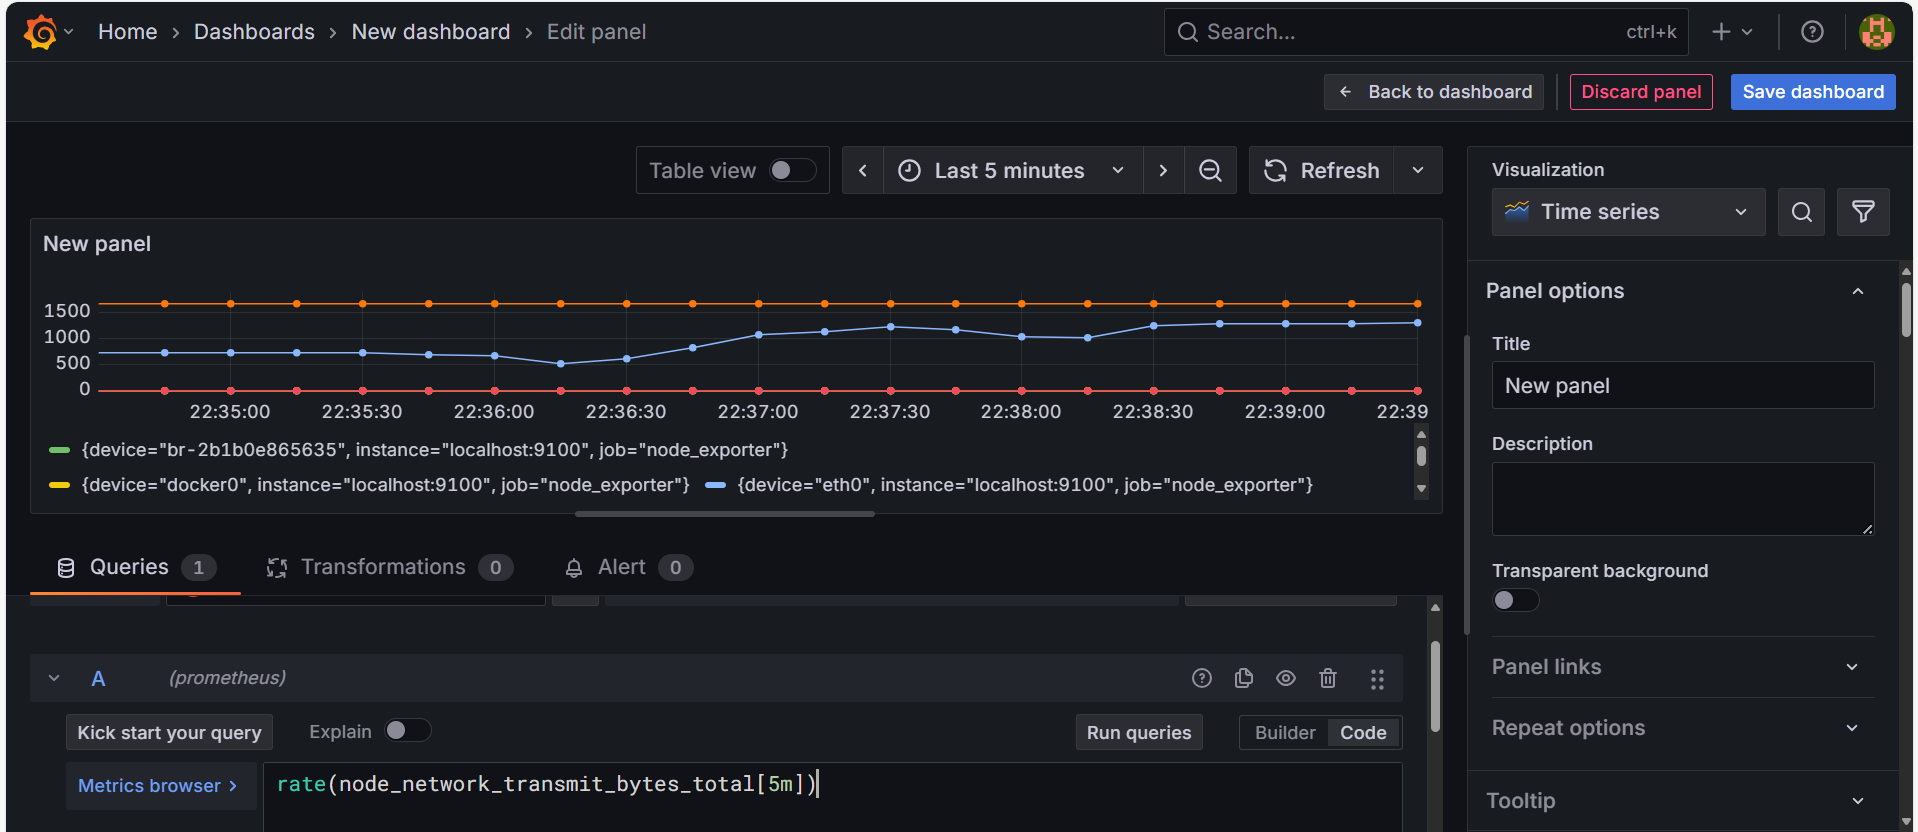 Home › Dashboards › New dashboard › Edit panel
Search... ctrl+k
Back to dashboard Discard panel Save dashboard
Table view Last 5 minutes Refresh
Visualization
Time series
New panel
1500
1000
500
0
22:35:00 22:35:30 22:36:00 22:36:30 22:37:00 22:37:30 22:38:00 22:38:30 22:39:00 22:39
{device="br-2b1b0e865635", instance="localhost:9100", job="node_exporter"}
{device="docker0", instance="localhost:9100", job="node_exporter"} {device="eth0", instance="localhost:9100", job="node_exporter"}
Queries 1 Transformations 0 Alert 0
A (prometheus)
Kick start your query Explain Run queries Builder Code
Metrics browser > rate(node_network_transmit_bytes_total[5m])
Panel options
Title
New panel
Description
Transparent background
Panel links
Repeat options
Tooltip